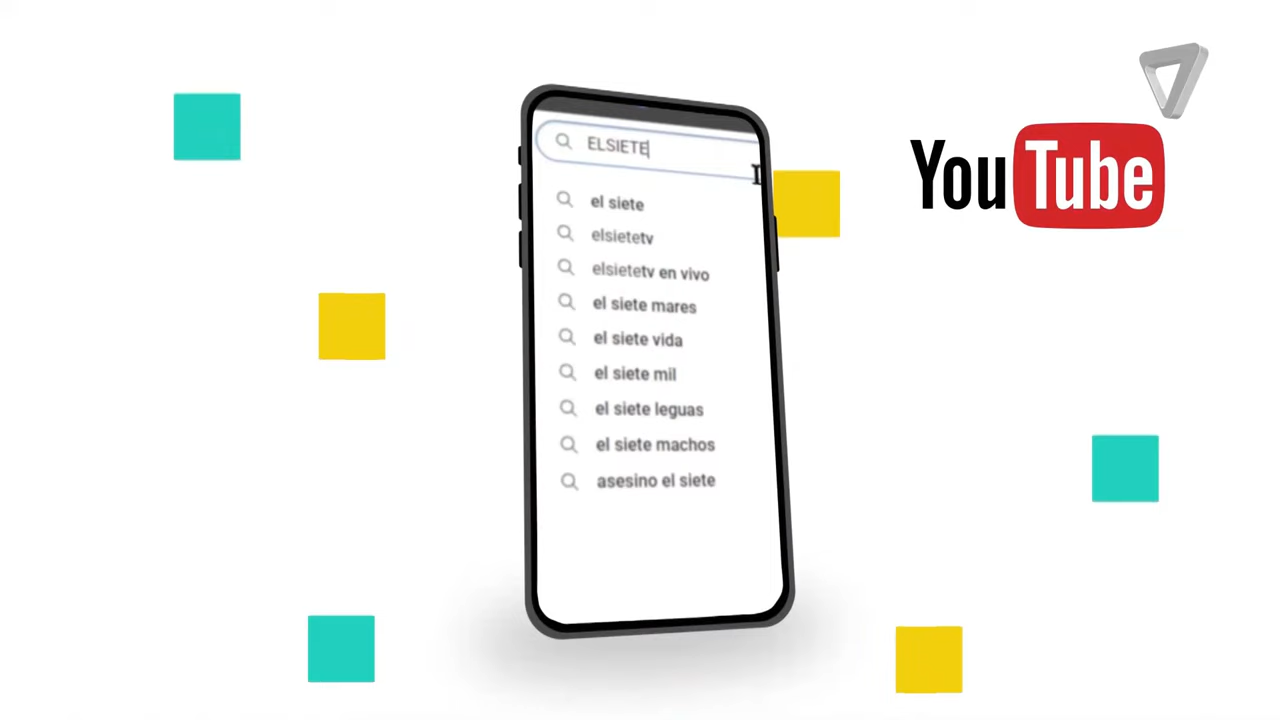 ELSIETE
YouTube
el siete
elsietetv
elsietetv en vivo
el siete mares
el siete vida
el siete mil
el siete leguas
el siete machos
asesino el siete